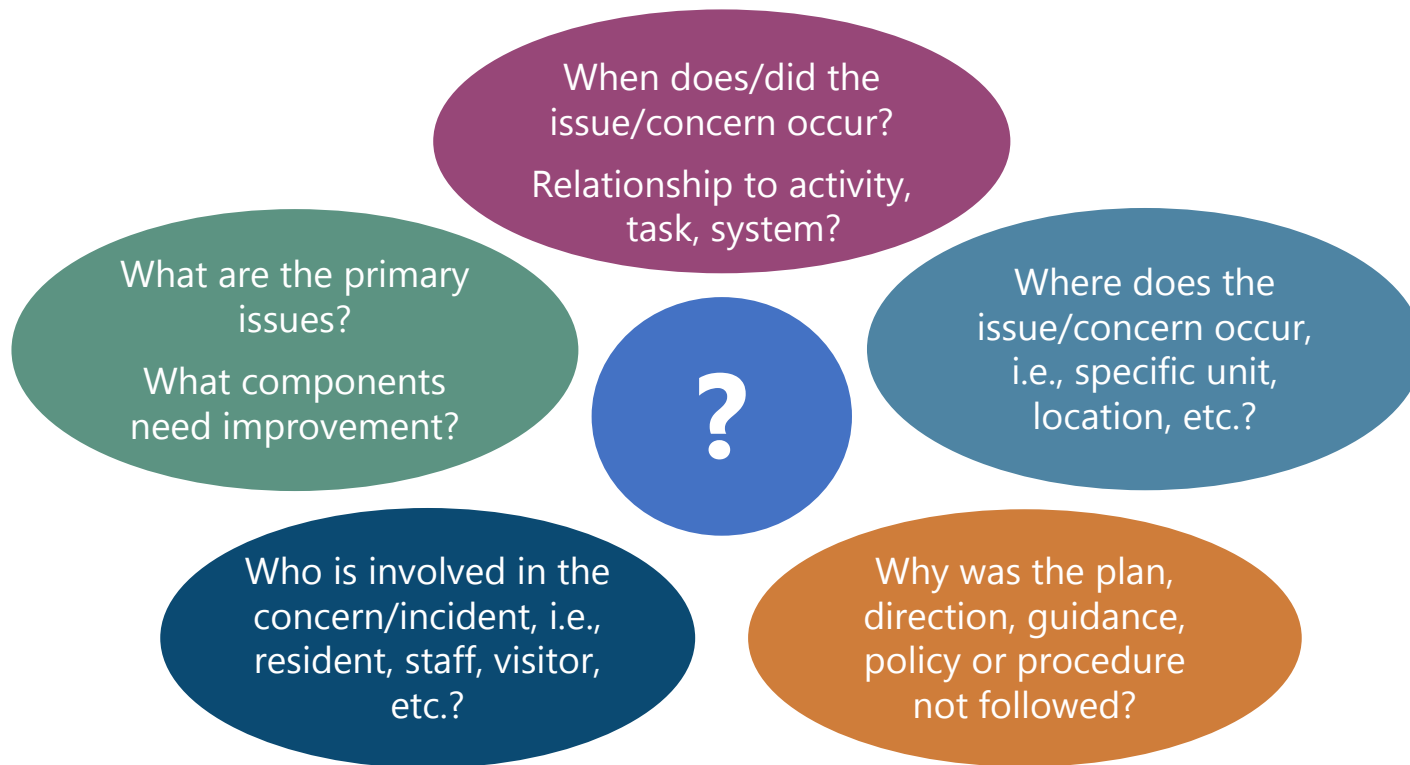 When does/did the
issue/concern occur?
Relationship to activity,
task, system?
What are the primary
issues?
What components
need improvement?
Where does the
issue/concern occur,
i.e., specific unit,
location, etc.?
?
Who is involved in the
concern/incident, i.e.,
resident, staff, visitor,
etc.?
Why was the plan,
direction, guidance,
policy or procedure
not followed?